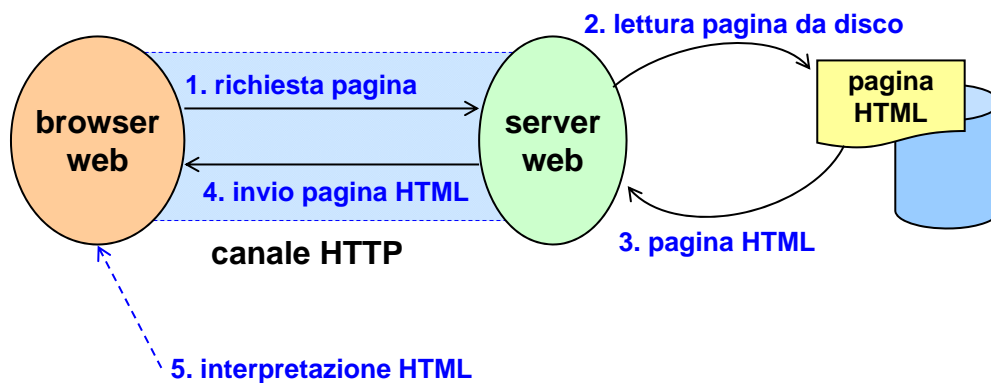 2. lettura pagina da disco
1. richiesta pagina
pagina
HTML
browser
web
server
web
4. invio pagina HTML
canale HTTP
3. pagina HTML
5. interpretazione HTML